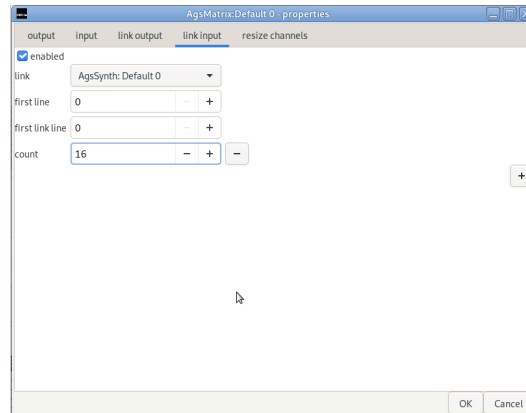 AgsMatrix:Default 0 - properties
output input link output link input resize channels
enabled
link AgsSynth: Default 0
first line 0 − +
first link line 0 − +
count 16 − + −
+
OK Cancel